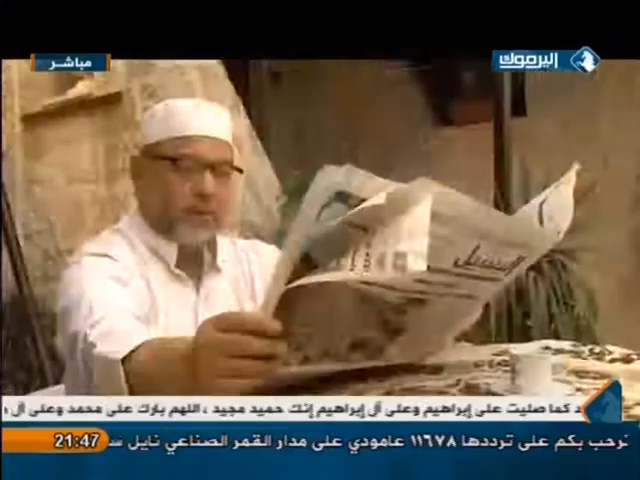 مباشر
اليرموك
السبيل
كما صليت على إبراهيم وعلى آل إبراهيم إنك حميد مجيد ، اللهم بارك على محمد وعلى آل
21:47
ترحب بكم على ترددها ١١٦٧٨ عامودي على مدار القمر الصناعي نايل